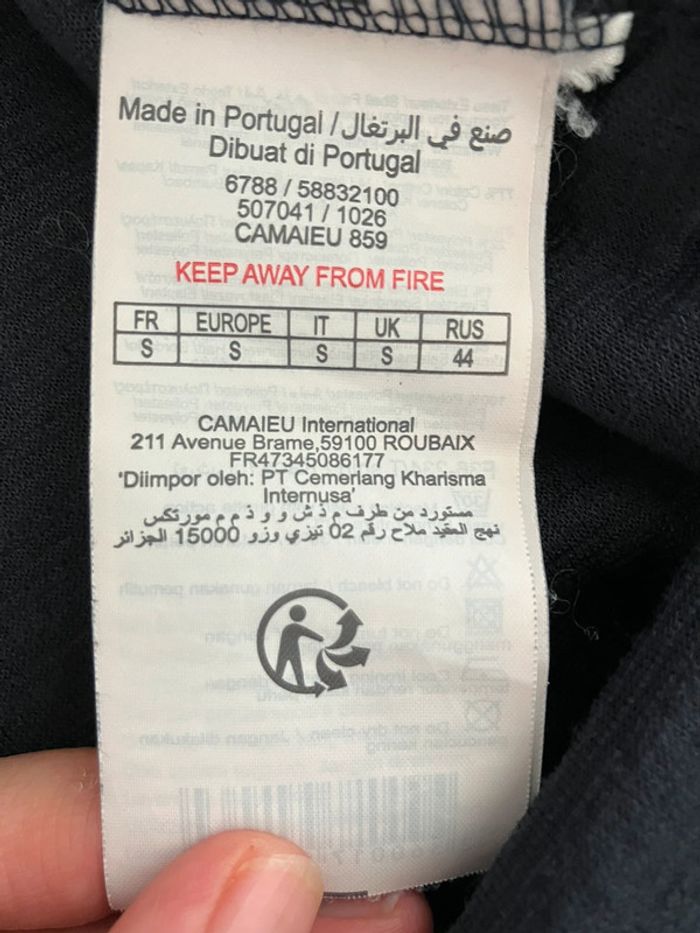 Made in Portugal / صنع في البرتغال
Dibuat di Portugal
6788 / 58832100
507041 / 1026
CAMAIEU 859
KEEP AWAY FROM FIRE
FR EUROPE IT UK RUS
S S S S 44
CAMAIEU International
211 Avenue Brame,59100 ROUBAIX
FR47345086177
'Diimpor oleh: PT Cemerlang Kharisma
Internusa'
مستورد من طرف م ذ ش و و ذ م م مورتكس
نهج العقيد ملاح رقم 02 تيزي وزو 15000 الجزائر